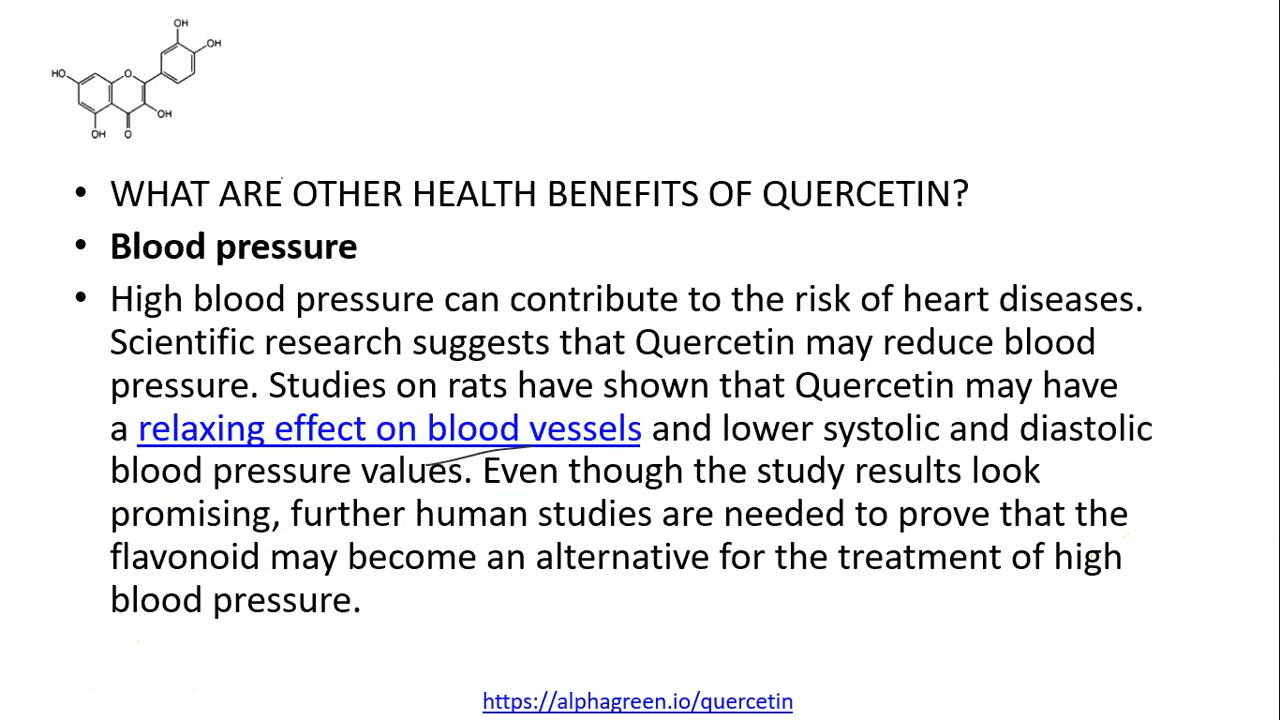 OH
OH
HO
O
OH
OH
O
• WHAT ARE OTHER HEALTH BENEFITS OF QUERCETIN?
• Blood pressure
• High blood pressure can contribute to the risk of heart diseases.
Scientific research suggests that Quercetin may reduce blood
pressure. Studies on rats have shown that Quercetin may have
a relaxing effect on blood vessels and lower systolic and diastolic
blood pressure values. Even though the study results look
promising, further human studies are needed to prove that the
flavonoid may become an alternative for the treatment of high
blood pressure.
https://alphagreen.io/quercetin